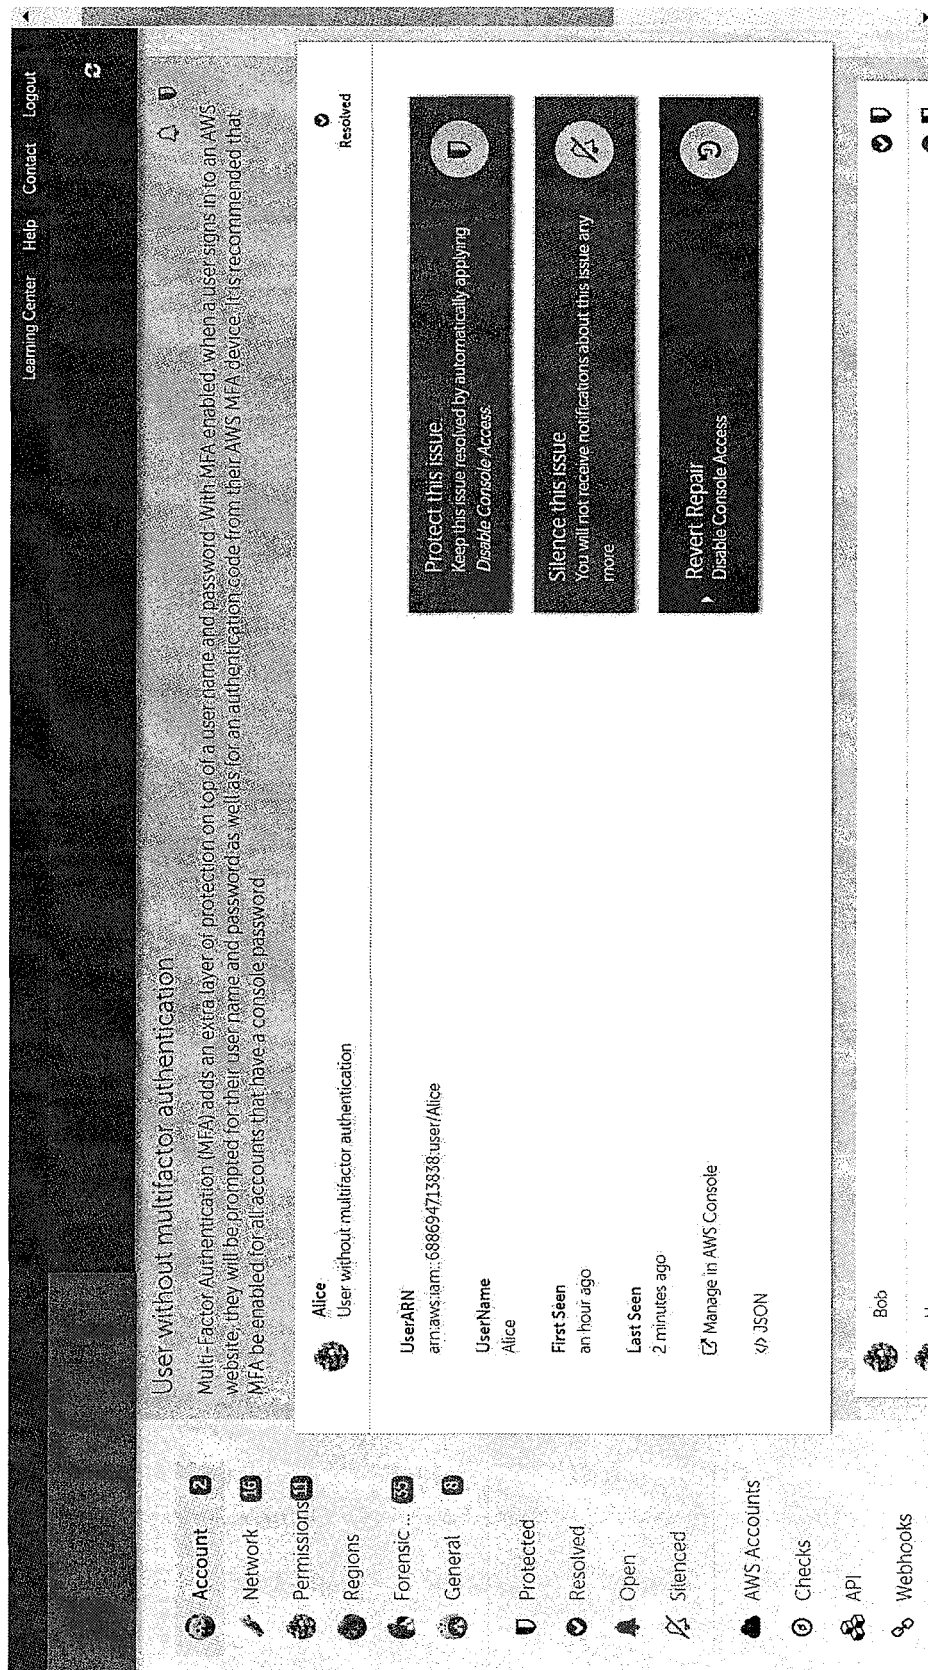 Learning Center Help Contact Logout
Account 2
Network 16
Permissions 11
Regions
Forensic ... 35
General 8
Protected
Resolved
Open
Silenced
AWS Accounts
Checks
API
Webhooks
User without multifactor authentication
Multi-Factor Authentication (MFA) adds an extra layer of protection on top of a user name and password. With MFA enabled, when a user signs in to an AWS
website, they will be prompted for their user name and password as well as for an authentication code from their AWS MFA device. It is recommended that
MFA be enabled for all accounts that have a console password
Alice
User without multifactor authentication
Resolved
UserARN
arn:aws:iam::688694713838:user/Alice
UserName
Alice
First Seen
an hour ago
Last Seen
2 minutes ago
Manage in AWS Console
</> JSON
Protect this issue.
Keep this issue resolved by automatically applying
Disable Console Access.
Silence this issue
You will not receive notifications about this issue any
more
Revert Repair
Disable Console Access
Bob